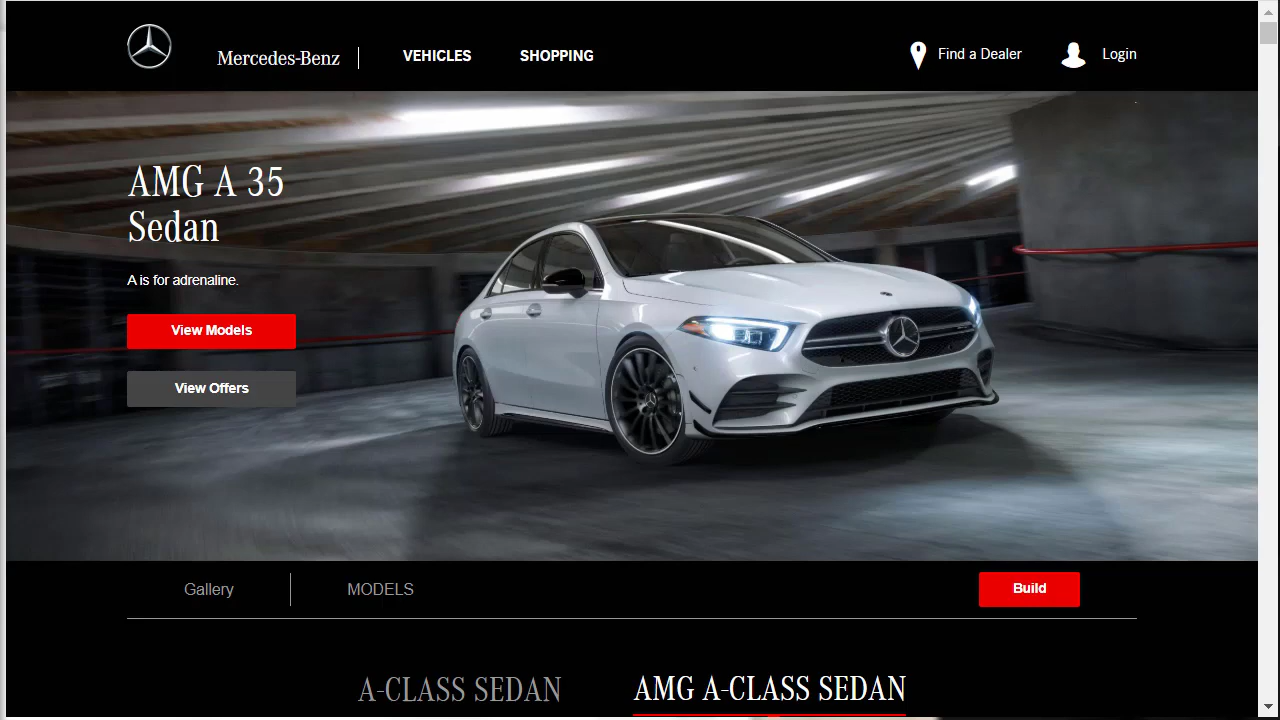 Mercedes-Benz
VEHICLES
SHOPPING
Find a Dealer
Login
AMG A 35
Sedan
A is for adrenaline.
View Models
View Offers
Gallery
MODELS
Build
A-CLASS SEDAN
AMG A-CLASS SEDAN